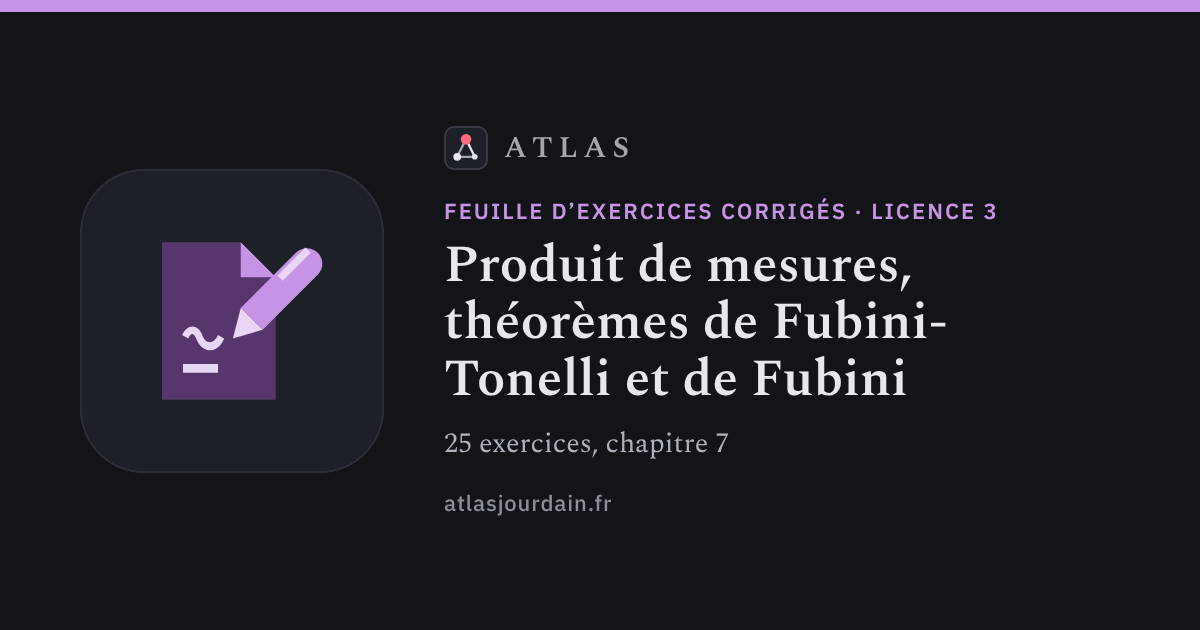 ATLAS
FEUILLE D’EXERCICES CORRIGÉS · LICENCE 3
Produit de mesures,
théorèmes de Fubini-
Tonelli et de Fubini
25 exercices, chapitre 7
atlasjourdain.fr